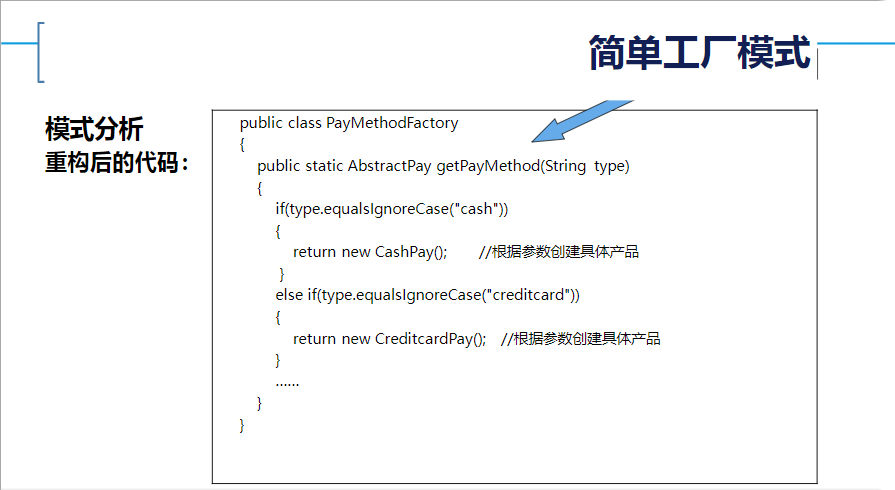 简单工厂模式
模式分析
重构后的代码：
public class PayMethodFactory
{
public static AbstractPay getPayMethod(String type)
{
if(type.equalsIgnoreCase("cash"))
{
return new CashPay(); //根据参数创建具体产品
}
else if(type.equalsIgnoreCase("creditcard"))
{
return new CreditcardPay(); //根据参数创建具体产品
}
......
}
}